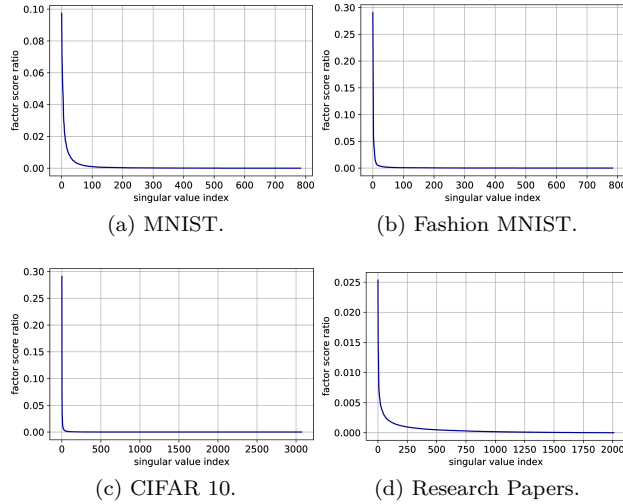 0.10
0.08
0.06
0.04
0.02
0.00
factor score ratio
0 100 200 300 400 500 600 700 800
singular value index
(a) MNIST.
0.30
0.25
0.20
0.15
0.10
0.05
0.00
factor score ratio
0 100 200 300 400 500 600 700 800
singular value index
(b) Fashion MNIST.
0.30
0.25
0.20
0.15
0.10
0.05
0.00
factor score ratio
0 500 1000 1500 2000 2500 3000
singular value index
(c) CIFAR 10.
0.025
0.020
0.015
0.010
0.005
0.000
factor score ratio
0 250 500 750 1000 1250 1500 1750 2000
singular value index
(d) Research Papers.